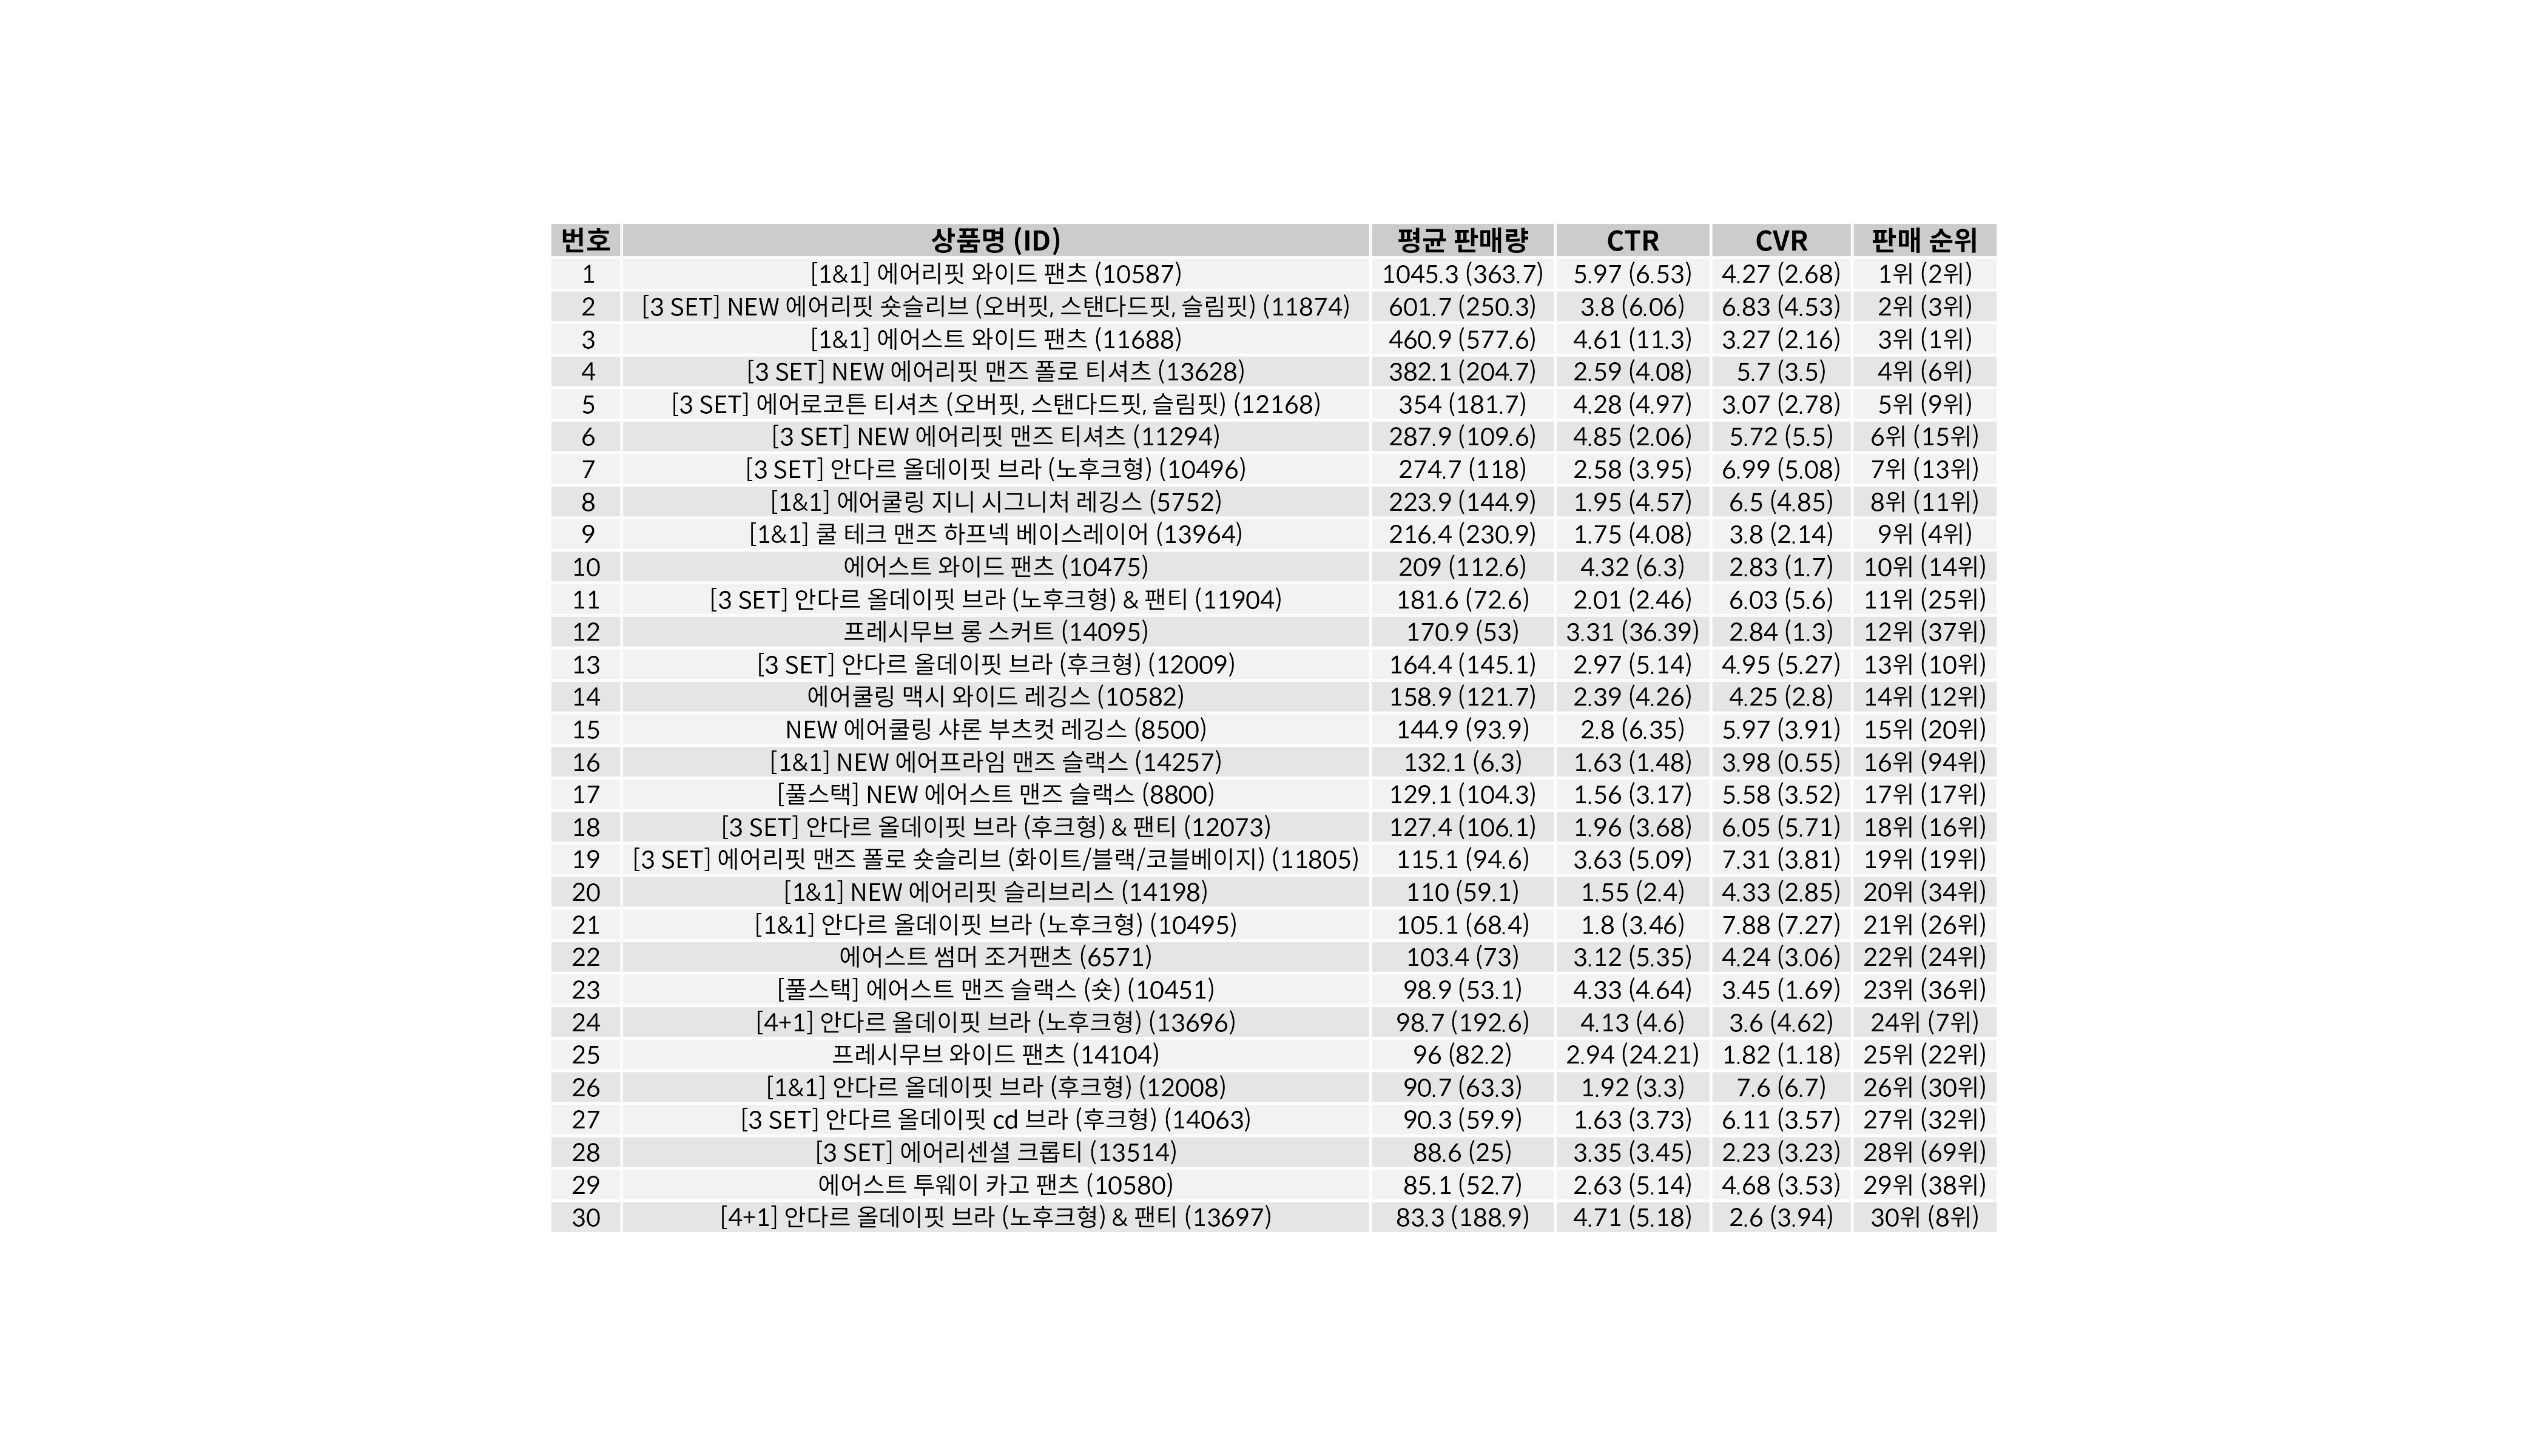 번호 상품명 (ID) 평균 판매량 CTR CVR 판매 순위
1 [1&1] 에어리핏 와이드 팬츠 (10587) 1045.3 (363.7) 5.97 (6.53) 4.27 (2.68) 1위 (2위)
2 [3 SET] NEW 에어리핏 숏슬리브 (오버핏, 스탠다드핏, 슬림핏) (11874) 601.7 (250.3) 3.8 (6.06) 6.83 (4.53) 2위 (3위)
3 [1&1] 에어스트 와이드 팬츠 (11688) 460.9 (577.6) 4.61 (11.3) 3.27 (2.16) 3위 (1위)
4 [3 SET] NEW 에어리핏 맨즈 폴로 티셔츠 (13628) 382.1 (204.7) 2.59 (4.08) 5.7 (3.5) 4위 (6위)
5 [3 SET] 에어로코튼 티셔츠 (오버핏, 스탠다드핏, 슬림핏) (12168) 354 (181.7) 4.28 (4.97) 3.07 (2.78) 5위 (9위)
6 [3 SET] NEW 에어리핏 맨즈 티셔츠 (11294) 287.9 (109.6) 4.85 (2.06) 5.72 (5.5) 6위 (15위)
7 [3 SET] 안다르 올데이핏 브라 (노후크형) (10496) 274.7 (118) 2.58 (3.95) 6.99 (5.08) 7위 (13위)
8 [1&1] 에어쿨링 지니 시그니처 레깅스 (5752) 223.9 (144.9) 1.95 (4.57) 6.5 (4.85) 8위 (11위)
9 [1&1] 쿨 테크 맨즈 하프넥 베이스레이어 (13964) 216.4 (230.9) 1.75 (4.08) 3.8 (2.14) 9위 (4위)
10 에어스트 와이드 팬츠 (10475) 209 (112.6) 4.32 (6.3) 2.83 (1.7) 10위 (14위)
11 [3 SET] 안다르 올데이핏 브라 (노후크형) & 팬티 (11904) 181.6 (72.6) 2.01 (2.46) 6.03 (5.6) 11위 (25위)
12 프레시무브 롱 스커트 (14095) 170.9 (53) 3.31 (36.39) 2.84 (1.3) 12위 (37위)
13 [3 SET] 안다르 올데이핏 브라 (후크형) (12009) 164.4 (145.1) 2.97 (5.14) 4.95 (5.27) 13위 (10위)
14 에어쿨링 맥시 와이드 레깅스 (10582) 158.9 (121.7) 2.39 (4.26) 4.25 (2.8) 14위 (12위)
15 NEW 에어쿨링 샤론 부츠컷 레깅스 (8500) 144.9 (93.9) 2.8 (6.35) 5.97 (3.91) 15위 (20위)
16 [1&1] NEW 에어프라임 맨즈 슬랙스 (14257) 132.1 (6.3) 1.63 (1.48) 3.98 (0.55) 16위 (94위)
17 [풀스택] NEW 에어스트 맨즈 슬랙스 (8800) 129.1 (104.3) 1.56 (3.17) 5.58 (3.52) 17위 (17위)
18 [3 SET] 안다르 올데이핏 브라 (후크형) & 팬티 (12073) 127.4 (106.1) 1.96 (3.68) 6.05 (5.71) 18위 (16위)
19 [3 SET] 에어리핏 맨즈 폴로 숏슬리브 (화이트/블랙/코블베이지) (11805) 115.1 (94.6) 3.63 (5.09) 7.31 (3.81) 19위 (19위)
20 [1&1] NEW 에어리핏 슬리브리스 (14198) 110 (59.1) 1.55 (2.4) 4.33 (2.85) 20위 (34위)
21 [1&1] 안다르 올데이핏 브라 (노후크형) (10495) 105.1 (68.4) 1.8 (3.46) 7.88 (7.27) 21위 (26위)
22 에어스트 썸머 조거팬츠 (6571) 103.4 (73) 3.12 (5.35) 4.24 (3.06) 22위 (24위)
23 [풀스택] 에어스트 맨즈 슬랙스 (숏) (10451) 98.9 (53.1) 4.33 (4.64) 3.45 (1.69) 23위 (36위)
24 [4+1] 안다르 올데이핏 브라 (노후크형) (13696) 98.7 (192.6) 4.13 (4.6) 3.6 (4.62) 24위 (7위)
25 프레시무브 와이드 팬츠 (14104) 96 (82.2) 2.94 (24.21) 1.82 (1.18) 25위 (22위)
26 [1&1] 안다르 올데이핏 브라 (후크형) (12008) 90.7 (63.3) 1.92 (3.3) 7.6 (6.7) 26위 (30위)
27 [3 SET] 안다르 올데이핏 cd 브라 (후크형) (14063) 90.3 (59.9) 1.63 (3.73) 6.11 (3.57) 27위 (32위)
28 [3 SET] 에어리센셜 크롭티 (13514) 88.6 (25) 3.35 (3.45) 2.23 (3.23) 28위 (69위)
29 에어스트 투웨이 카고 팬츠 (10580) 85.1 (52.7) 2.63 (5.14) 4.68 (3.53) 29위 (38위)
30 [4+1] 안다르 올데이핏 브라 (노후크형) & 팬티 (13697) 83.3 (188.9) 4.71 (5.18) 2.6 (3.94) 30위 (8위)